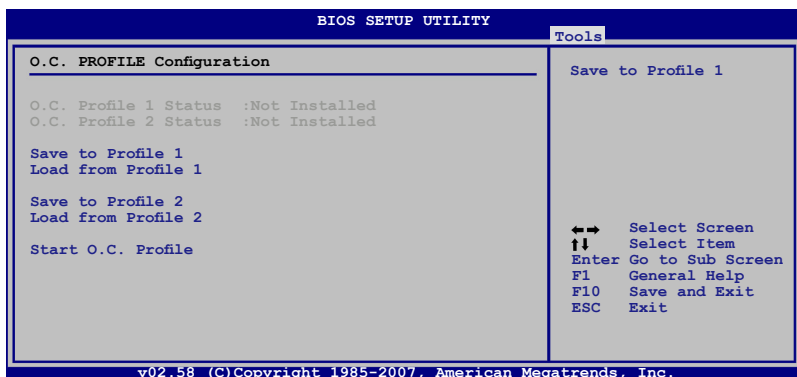 BIOS SETUP UTILITY
Tools
O.C. PROFILE Configuration
O.C. Profile 1 Status :Not Installed
O.C. Profile 2 Status :Not Installed
Save to Profile 1
Load from Profile 1
Save to Profile 2
Load from Profile 2
Start O.C. Profile
Save to Profile 1
←→ Select Screen
↑↓ Select Item
Enter Go to Sub Screen
F1 General Help
F10 Save and Exit
ESC Exit
v02.58 (C)Copyright 1985-2007, American Megatrends, Inc.